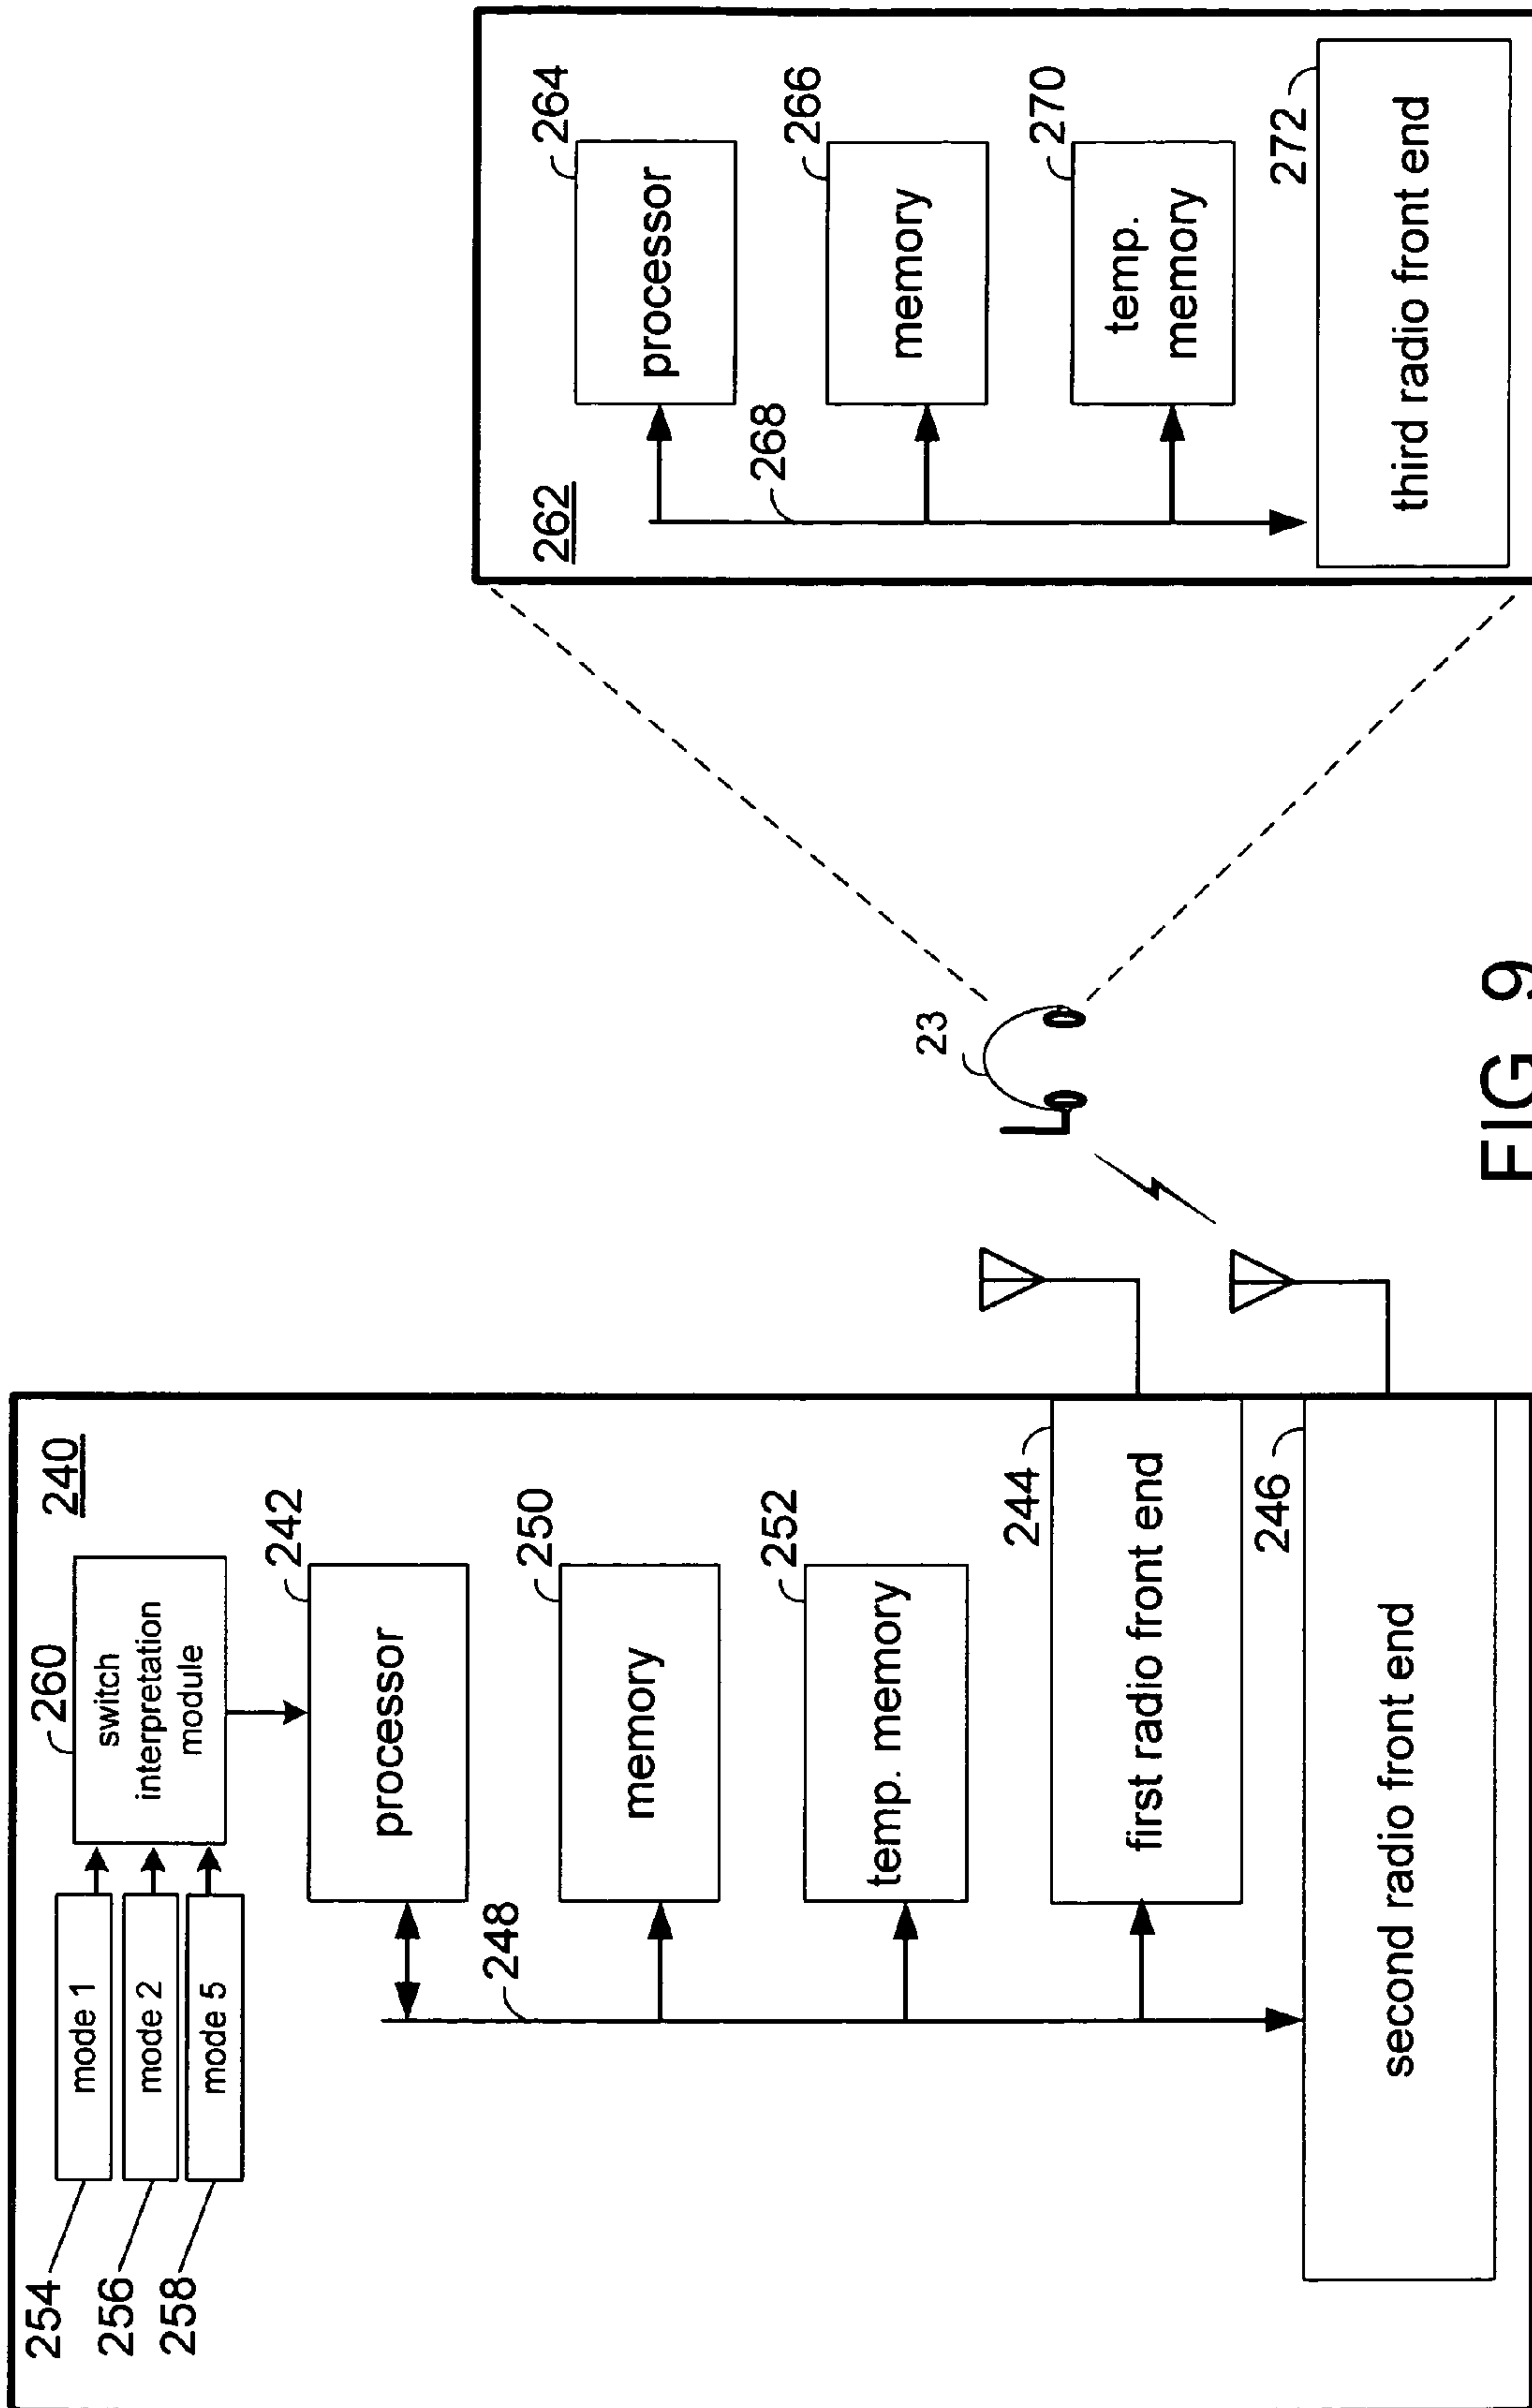 240
254
mode 1
256
mode 2
258
mode 5
260
switch
interpretation
module
242
processor
248
250
memory
252
temp. memory
244
first radio front end
246
second radio front end
23
262
264
processor
268
266
memory
270
temp.
memory
272
third radio front end
FIG 9